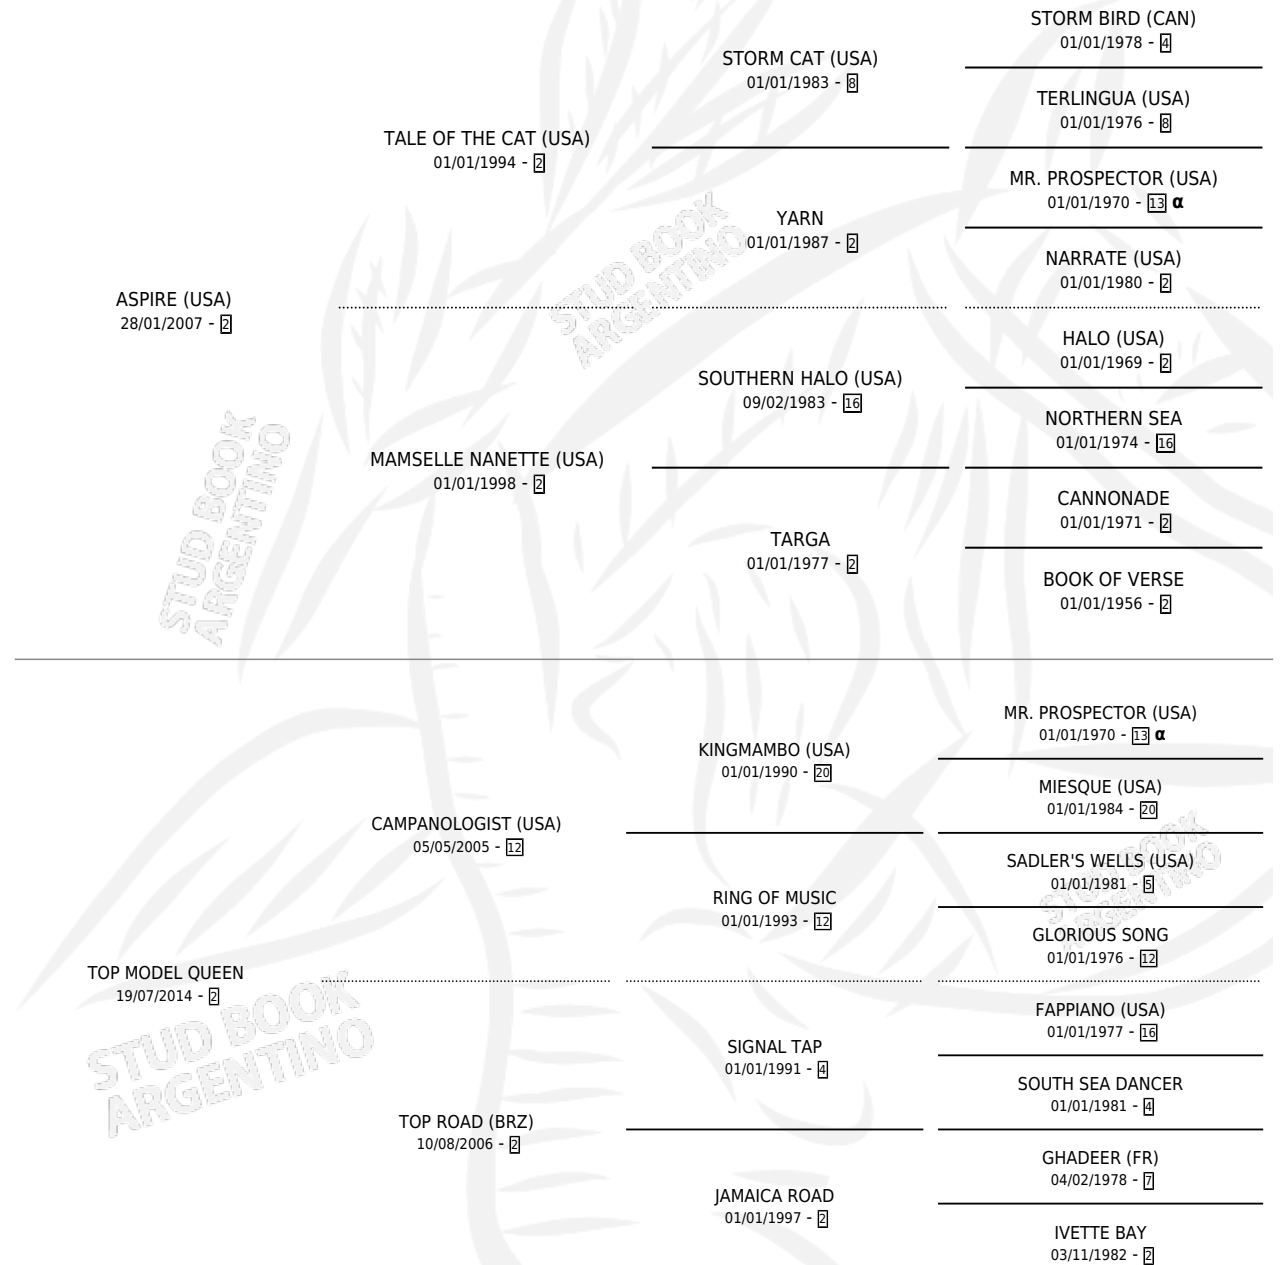 STORM BIRD (CAN)
01/01/1978 - 4
STORM CAT (USA)
01/01/1983 - 8
TERLINGUA (USA)
01/01/1976 - 8
TALE OF THE CAT (USA)
01/01/1994 - 2
MR. PROSPECTOR (USA)
01/01/1970 - 13 α
YARN
01/01/1987 - 2
NARRATE (USA)
01/01/1980 - 2
ASPIRE (USA)
28/01/2007 - 2
HALO (USA)
01/01/1969 - 2
SOUTHERN HALO (USA)
09/02/1983 - 16
NORTHERN SEA
01/01/1974 - 16
MAMSELLE NANETTE (USA)
01/01/1998 - 2
CANNONADE
01/01/1971 - 2
TARGA
01/01/1977 - 2
BOOK OF VERSE
01/01/1956 - 2
MR. PROSPECTOR (USA)
01/01/1970 - 13 α
KINGMAMBO (USA)
01/01/1990 - 20
MIESQUE (USA)
01/01/1984 - 20
CAMPANOLOGIST (USA)
05/05/2005 - 12
SADLER'S WELLS (USA)
01/01/1981 - 5
RING OF MUSIC
01/01/1993 - 12
GLORIOUS SONG
01/01/1976 - 12
TOP MODEL QUEEN
19/07/2014 - 2
FAPPIANO (USA)
01/01/1977 - 16
SIGNAL TAP
01/01/1991 - 4
SOUTH SEA DANCER
01/01/1981 - 4
TOP ROAD (BRZ)
10/08/2006 - 2
GHADEER (FR)
04/02/1978 - 7
JAMAICA ROAD
01/01/1997 - 2
IVETTE BAY
03/11/1982 - 2
STUD BOOK
ARGENTINO
STUD BOOK
ARGENTINO
STUD BOOK
ARGENTINO
STUD BOOK
ARGENTINO